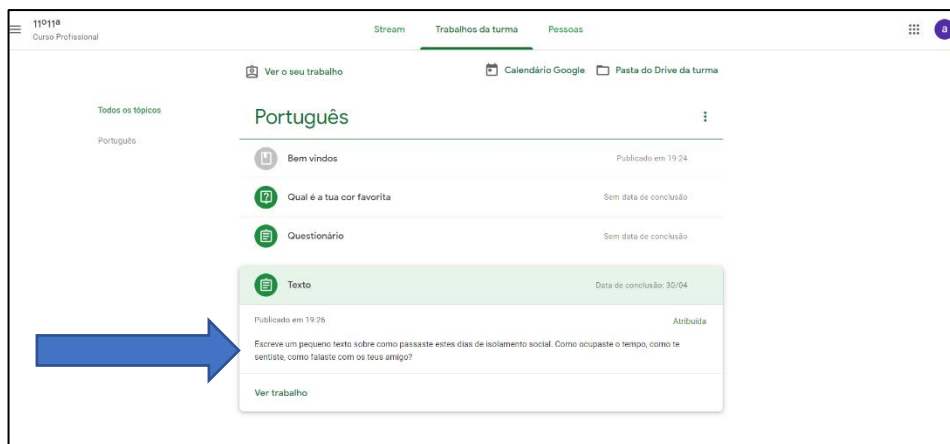 11º11ª
Curso Profissional
Stream Trabalhos da turma Pessoas
a
Ver o seu trabalho Calendário Google Pasta do Drive da turma
Todos os tópicos
Português
Português
Bem vindos Publicado em 19:24
Qual é a tua cor favorita Sem data de conclusão
Questionário Sem data de conclusão
Texto Data de conclusão: 30/04
Publicado em 19:26 Atribuída
Escreve um pequeno texto sobre como passaste estes dias de isolamento social. Como ocupaste o tempo, como te
sentiste, como falaste com os teus amigo?
Ver trabalho